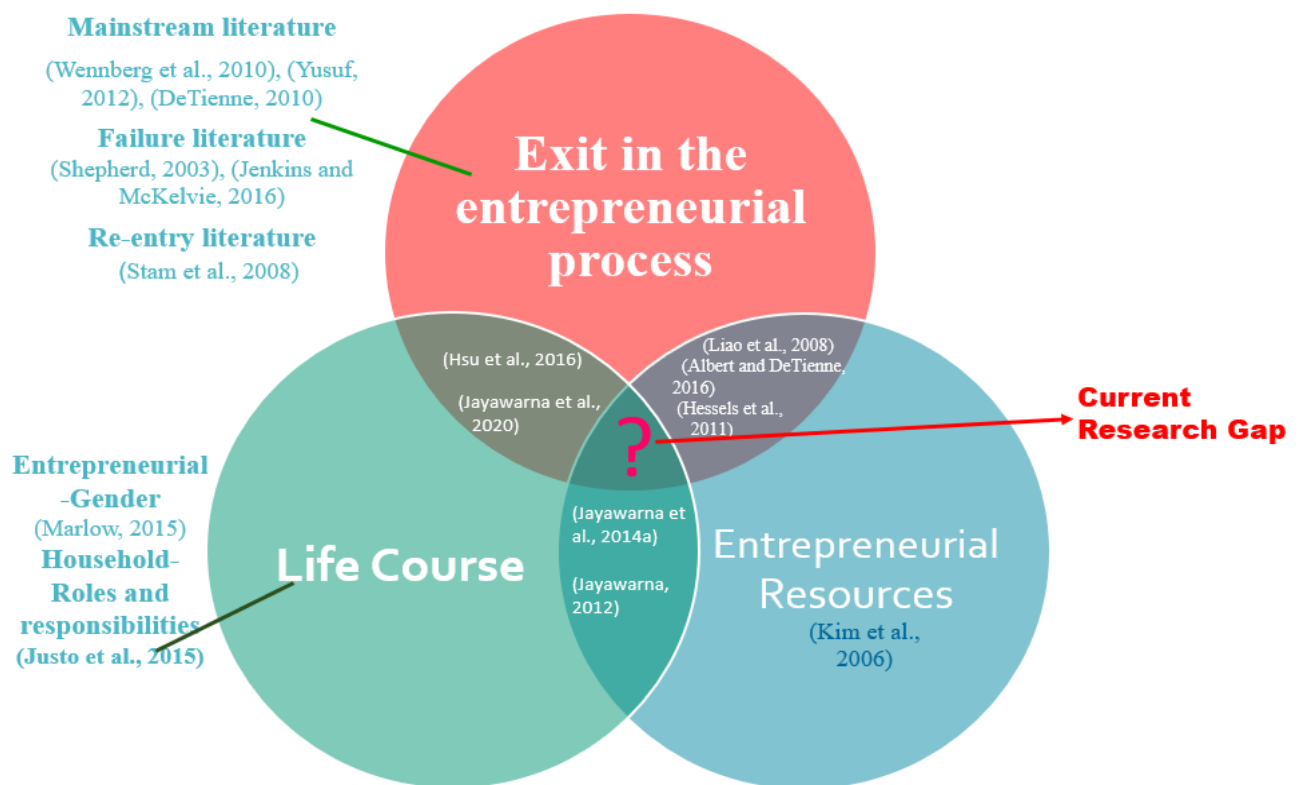 Mainstream literature
(Wennberg et al., 2010), (Yusuf,
2012), (DeTienne, 2010)
Failure literature
(Shepherd, 2003), (Jenkins and
McKelvie, 2016)
Re-entry literature
(Stam et al., 2008)
Exit in the
entrepreneurial
process
(Hsu et al., 2016)
(Jayawarna et al.,
2020)
(Liao et al., 2008)
(Albert and DeTienne,
2016)
(Hessels et al.,
2011)
?
Current
Research Gap
Entrepreneurial
-Gender
(Marlow, 2015)
Household-
Roles and
responsibilities
(Justo et al., 2015)
Life Course
(Jayawarna et
al., 2014a)
(Jayawarna,
2012)
Entrepreneurial
Resources
(Kim et al.,
2006)